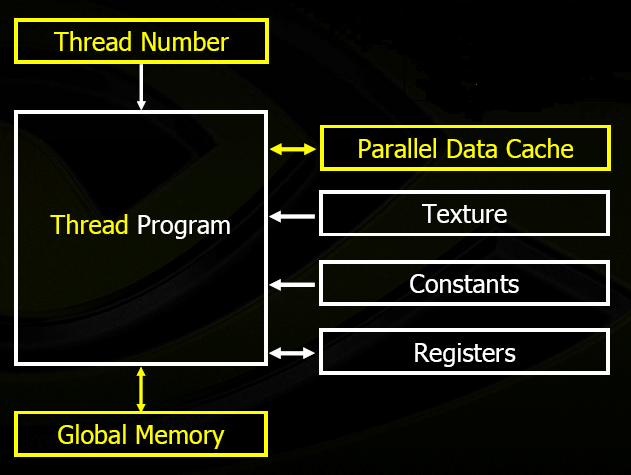 Thread Number
Parallel Data Cache
Thread Program
Texture
Constants
Registers
Global Memory